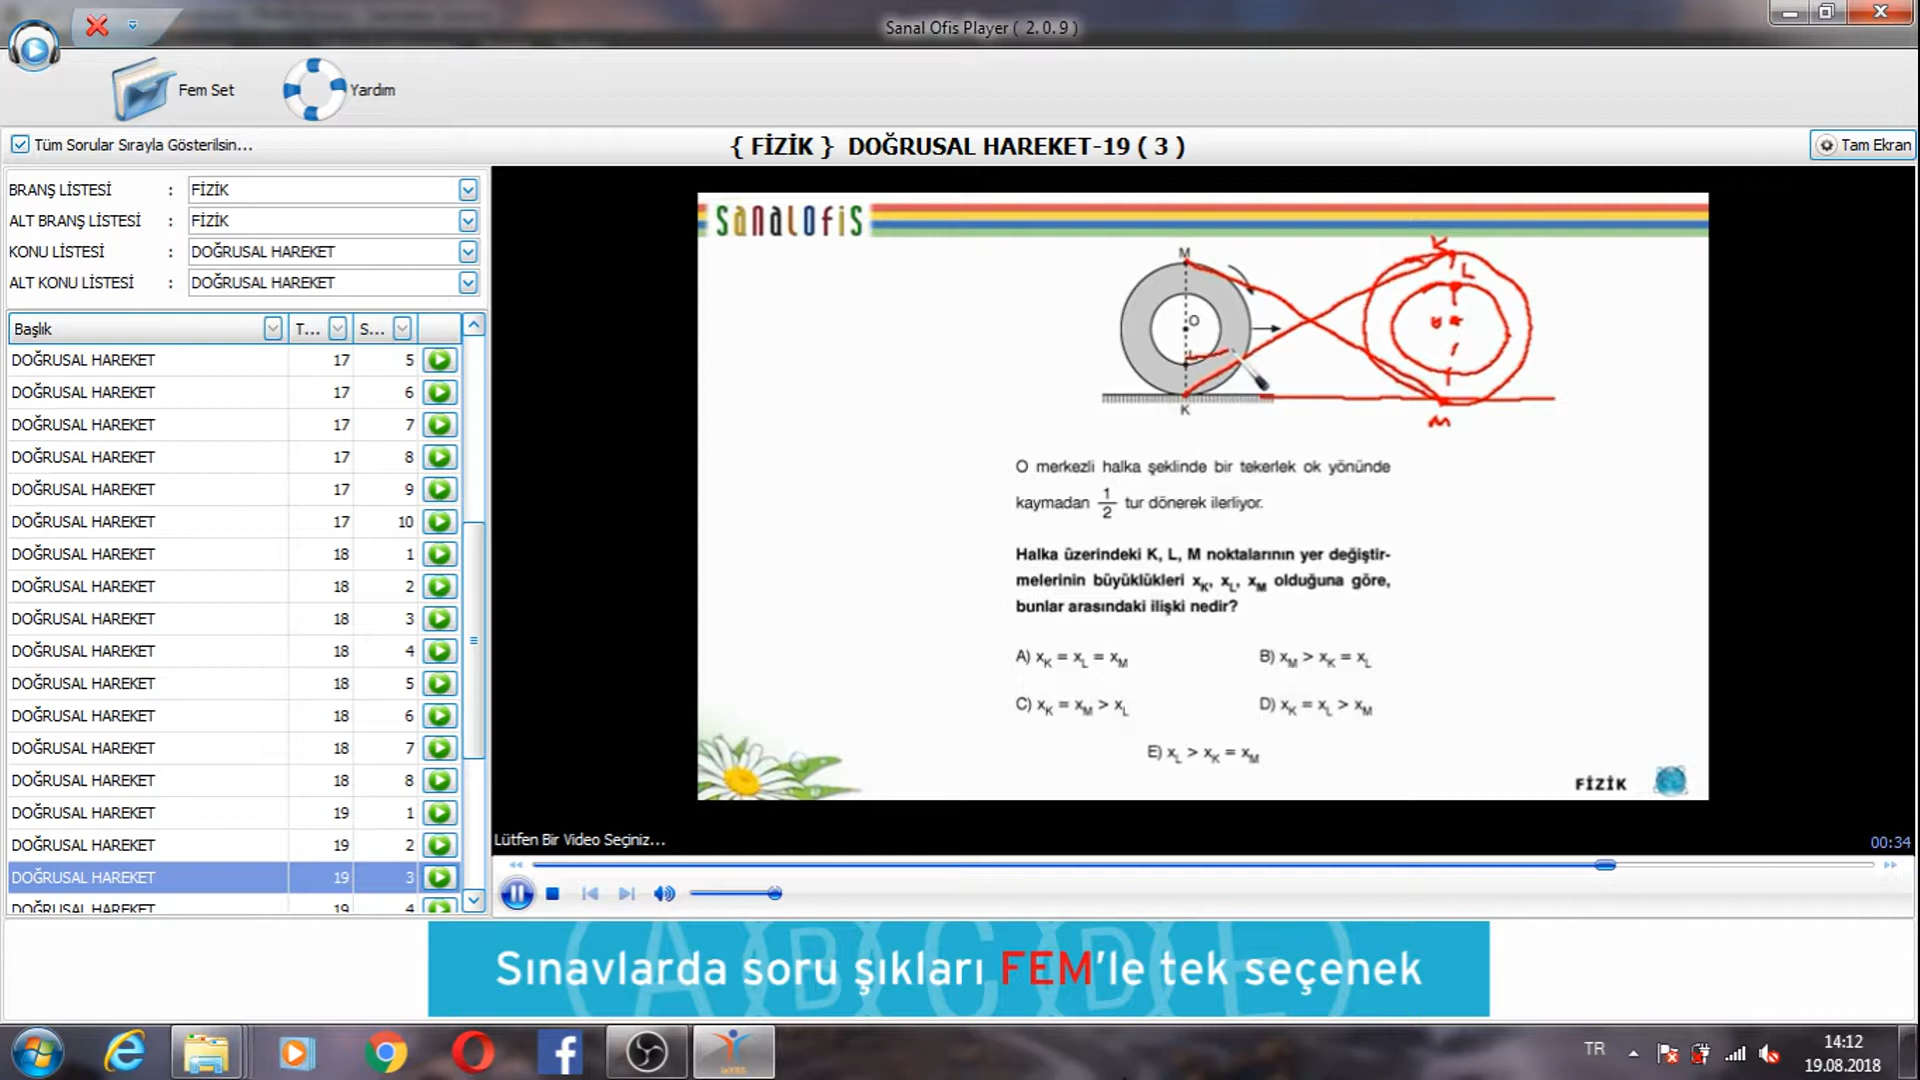 Sanal Ofis Player ( 2.0.9 )
Fem Set
Yardım
Tüm Sorular Sırayla Gösterilsin...
{ FİZİK } DOĞRUSAL HAREKET-19 ( 3 )
Tam Ekran
BRANŞ LİSTESİ : FİZİK
ALT BRANŞ LİSTESİ : FİZİK
KONU LİSTESİ : DOĞRUSAL HAREKET
ALT KONU LİSTESİ : DOĞRUSAL HAREKET
Başlık T... S...
DOĞRUSAL HAREKET 17 5
DOĞRUSAL HAREKET 17 6
DOĞRUSAL HAREKET 17 7
DOĞRUSAL HAREKET 17 8
DOĞRUSAL HAREKET 17 9
DOĞRUSAL HAREKET 17 10
DOĞRUSAL HAREKET 18 1
DOĞRUSAL HAREKET 18 2
DOĞRUSAL HAREKET 18 3
DOĞRUSAL HAREKET 18 4
DOĞRUSAL HAREKET 18 5
DOĞRUSAL HAREKET 18 6
DOĞRUSAL HAREKET 18 7
DOĞRUSAL HAREKET 18 8
DOĞRUSAL HAREKET 19 1
DOĞRUSAL HAREKET 19 2
DOĞRUSAL HAREKET 19 3
DOĞRUSAL HAREKET 19 4
SANALOFİS
M
O
L
K
K
L
M
O merkezli halka şeklinde bir tekerlek ok yönünde
kaymadan 1/2 tur dönerek ilerliyor.
Halka üzerindeki K, L, M noktalarının yer değiştir-
melerinin büyüklükleri xK, xL, xM olduğuna göre,
bunlar arasındaki ilişki nedir?
A) xK = xL = xM
B) xM > xK = xL
C) xK = xM > xL
D) xK = xL > xM
E) xL > xK = xM
FİZİK
Lütfen Bir Video Seçiniz...
00:34
Sınavlarda soru şıkları FEM'le tek seçenek
TR
14:12
19.08.2018